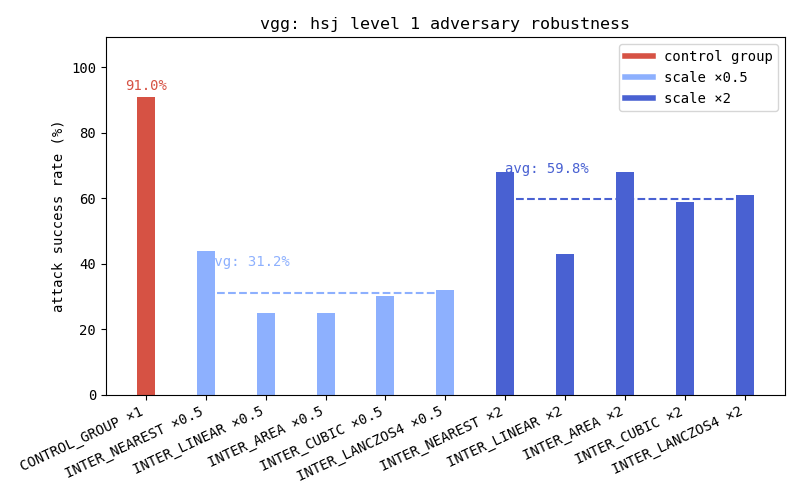 vgg: hsj level 1 adversary robustness
control group
scale ×0.5
scale ×2
attack success rate (%)
100
80
60
40
20
0
91.0%
avg: 31.2%
avg: 59.8%
CONTROL_GROUP ×1
INTER_NEAREST ×0.5
INTER_LINEAR ×0.5
INTER_AREA ×0.5
INTER_CUBIC ×0.5
INTER_LANCZOS4 ×0.5
INTER_NEAREST ×2
INTER_LINEAR ×2
INTER_AREA ×2
INTER_CUBIC ×2
INTER_LANCZOS4 ×2